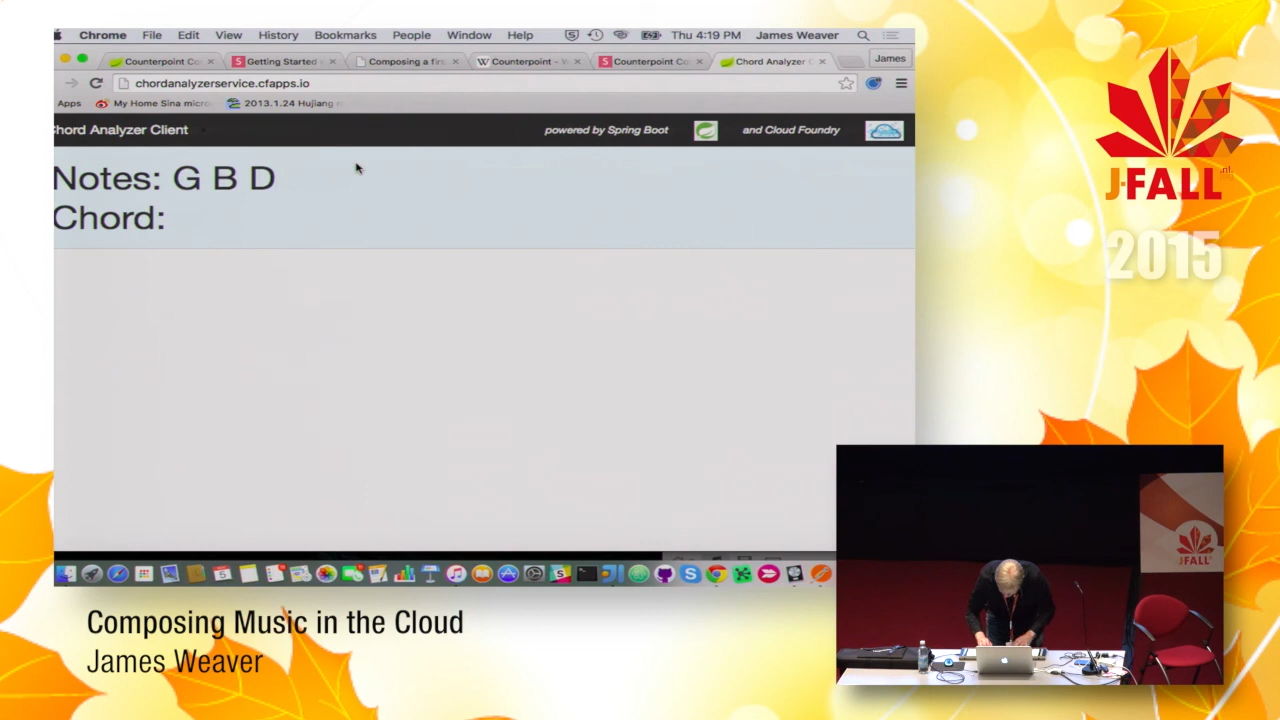 Chrome File Edit View History Bookmarks People Window Help Thu 4:19 PM James Weaver
Counterpoint Co Getting Started Composing a firs Counterpoint - Counterpoint Co Chord Analyzer C James
chordanalyzerservice.cfapps.io
Apps My Home Sina micro 2013.1.24 Hujiang
hord Analyzer Client powered by Spring Boot and Cloud Foundry
Notes: G B D
Chord:
J-FALL
.nl
2015
JFALL
Composing Music in the Cloud
James Weaver